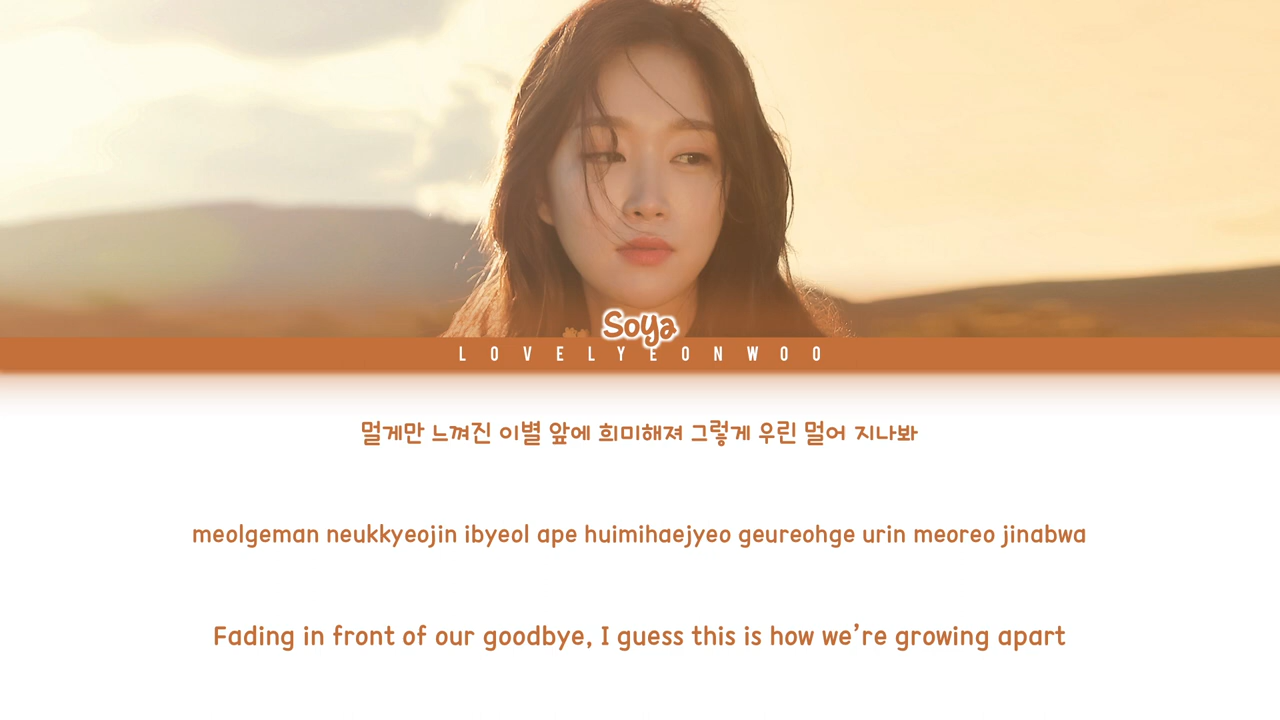 Soya
LOVELYEONWOO
멀게만 느껴진 이별 앞에 희미해져 그렇게 우린 멀어 지나봐
meolgeman neukkyeojin ibyeol ape huimihaejyeo geureohge urin meoreo jinabwa
Fading in front of our goodbye, I guess this is how we’re growing apart